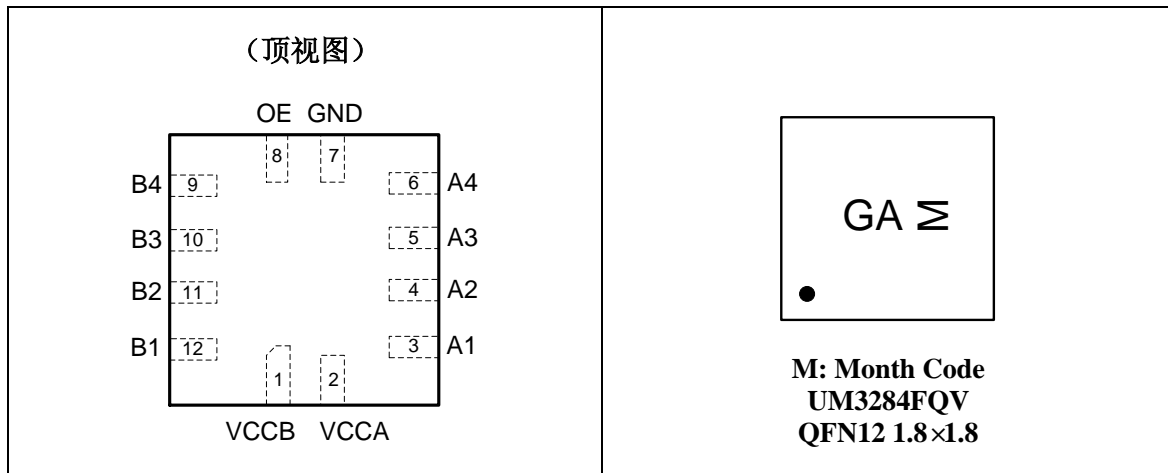 （顶视图）
OE GND
8 7
B4 9 6 A4
B3 10 5 A3
B2 11 4 A2
B1 12 3 A1
1 2
VCCB VCCA
GA M
M: Month Code
UM3284FQV
QFN12 1.8×1.8